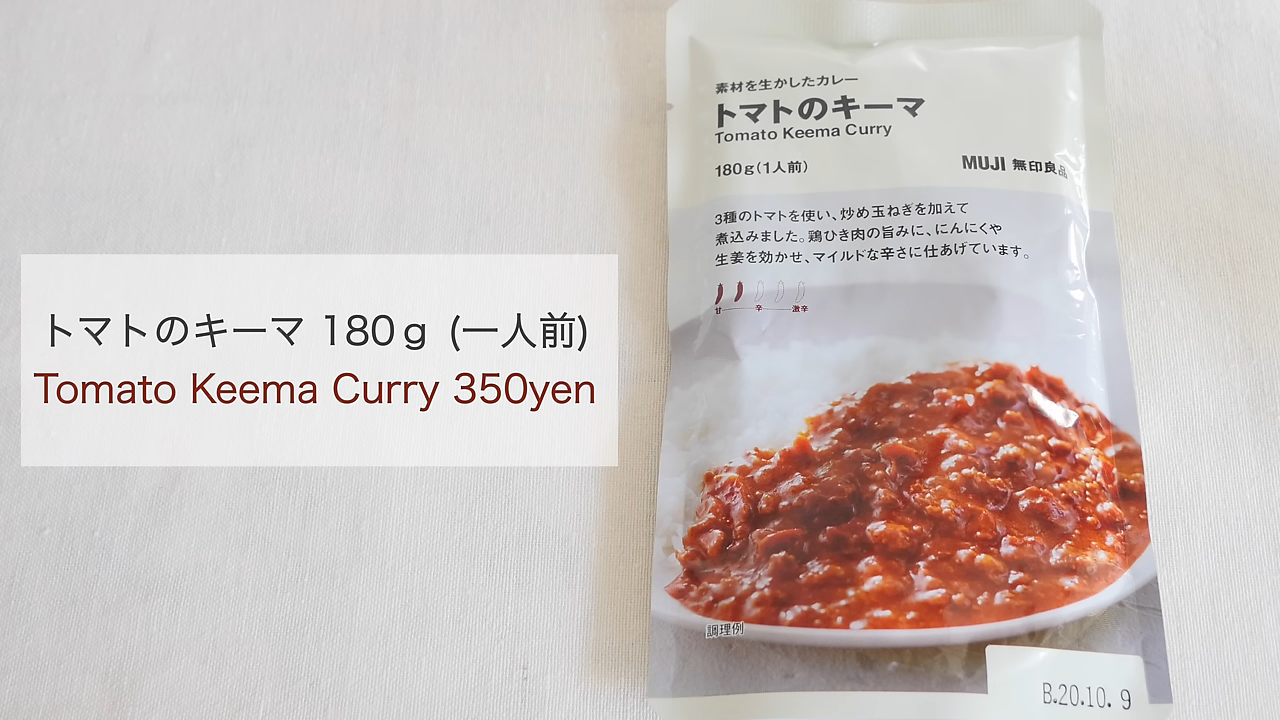 トマトのキーマ 180g (一人前)
Tomato Keema Curry 350yen
素材を生かしたカレー
トマトのキーマ
Tomato Keema Curry
180g(1人前)
MUJI 無印良品
3種のトマトを使い、炒め玉ねぎを加えて
煮込みました。鶏ひき肉の旨みに、にんにくや
生姜を効かせ、マイルドな辛さに仕あげています。
甘 辛 激辛
調理例
B.20.10. 9